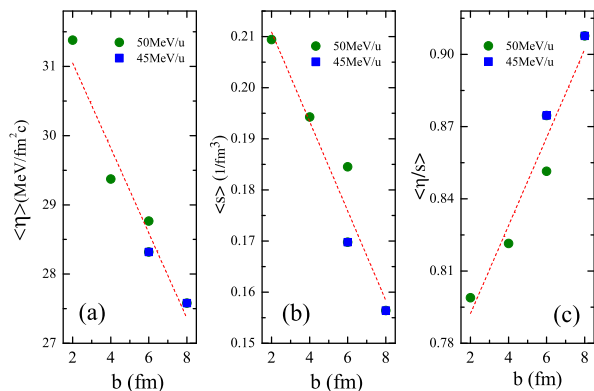 50MeV/u
45MeV/u
31.5
30
29
28
27
2 4 6 8
<η>(MeV/fm²c)
(a)
b (fm)
50MeV/u
45MeV/u
0.21
0.20
0.19
0.18
0.17
0.16
0.15
2 4 6 8
<s> (1/fm³)
(b)
b (fm)
50MeV/u
45MeV/u
0.90
0.87
0.84
0.81
0.78
2 4 6 8
<η/s>
(c)
b (fm)